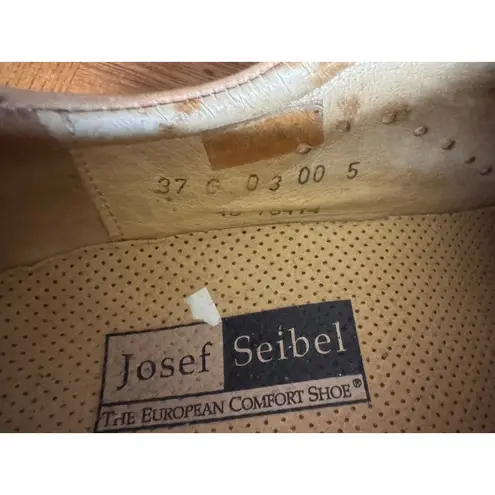 37 G 03 00 5
Josef Seibel
THE EUROPEAN COMFORT SHOE®